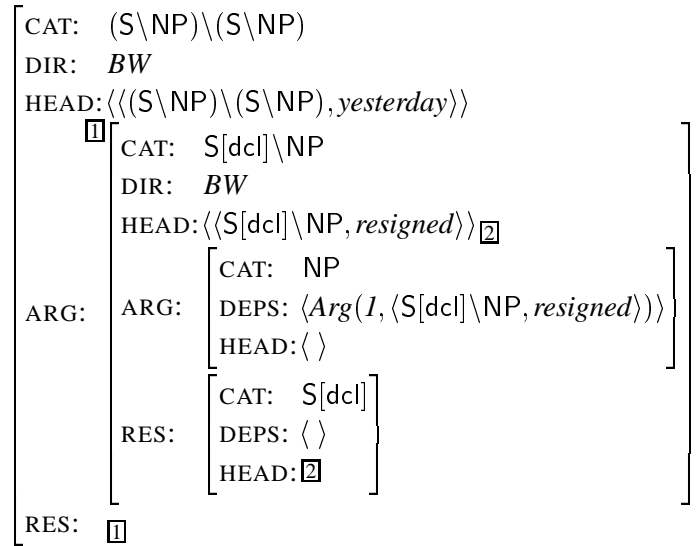 CAT: (S\NP)\(S\NP)
DIR: BW
HEAD: ⟨⟨(S\NP)\(S\NP), yesterday⟩⟩
1
CAT: S[dcl]\NP
DIR: BW
HEAD: ⟨⟨S[dcl]\NP, resigned⟩⟩ 2
CAT: NP
ARG: ARG: DEPS: ⟨Arg(1, ⟨S[dcl]\NP, resigned⟩)⟩
HEAD: ⟨ ⟩
CAT: S[dcl]
RES: DEPS: ⟨ ⟩
HEAD: 2
RES: 1